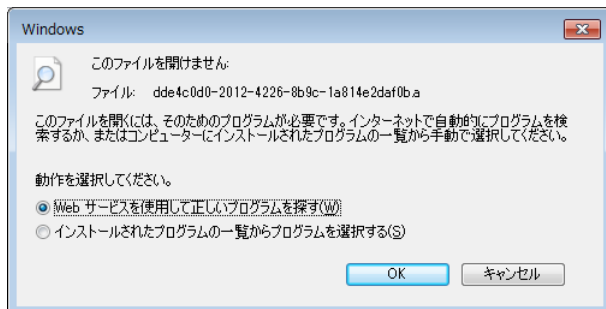 Windows
このファイルを開けません:
ファイル: dde4c0d0-2012-4226-8b9c-1a814e2daf0b.a
このファイルを開くには、そのためのプログラムが必要です。インターネットで自動的にプログラムを検
索するか、またはコンピューターにインストールされたプログラムの一覧から手動で選択してください。
動作を選択してください。
Web サービスを使用して正しいプログラムを探す(W)
インストールされたプログラムの一覧からプログラムを選択する(S)
OK キャンセル